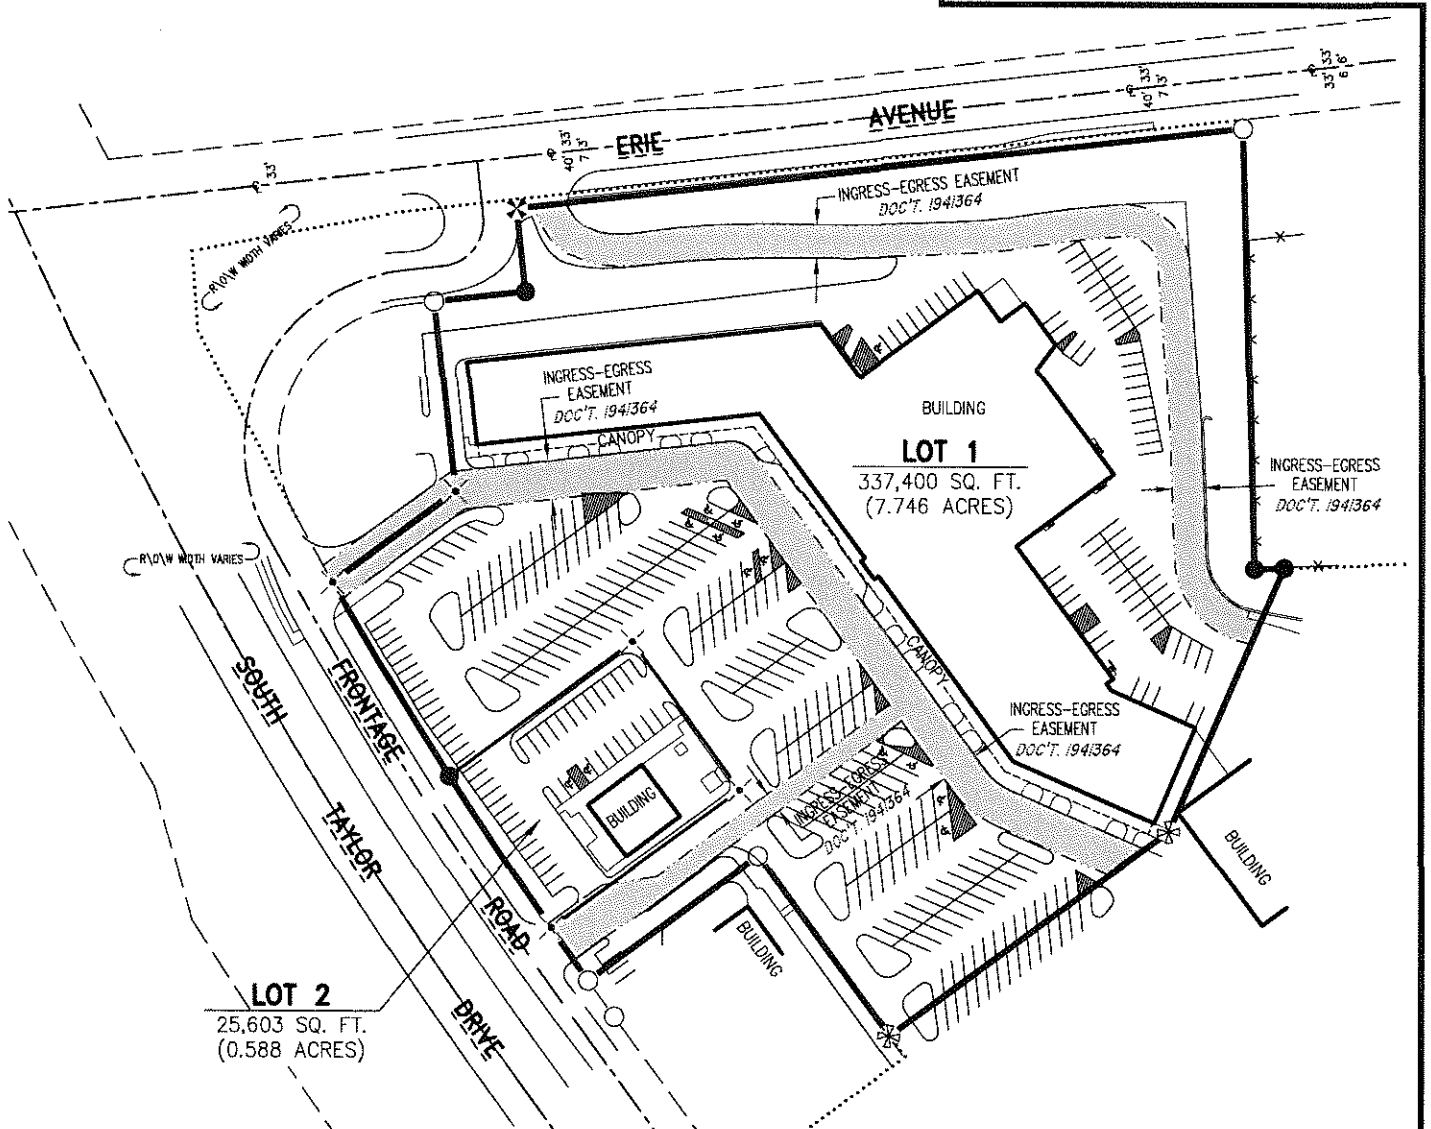 33' 33'
6' 6'
40' 33'
7' 3'
AVENUE
ERIE
40' 33'
7' 3'
33'
INGRESS-EGRESS EASEMENT
DOC'T. 1941364
R\O\W WIDTH VARIES
INGRESS-EGRESS
EASEMENT
DOC'T. 1941364
CANOPY
BUILDING
LOT 1
337,400 SQ. FT.
(7.746 ACRES)
INGRESS-EGRESS
EASEMENT
DOC'T. 1941364
R\O\W WIDTH VARIES
CANOPY
INGRESS-EGRESS
EASEMENT
DOC'T. 1941364
SOUTH
TAYLOR
DRIVE
FRONTAGE
ROAD
BUILDING
INGRESS-EGRESS
EASEMENT
DOC'T. 1941364
BUILDING
BUILDING
LOT 2
25,603 SQ. FT.
(0.588 ACRES)